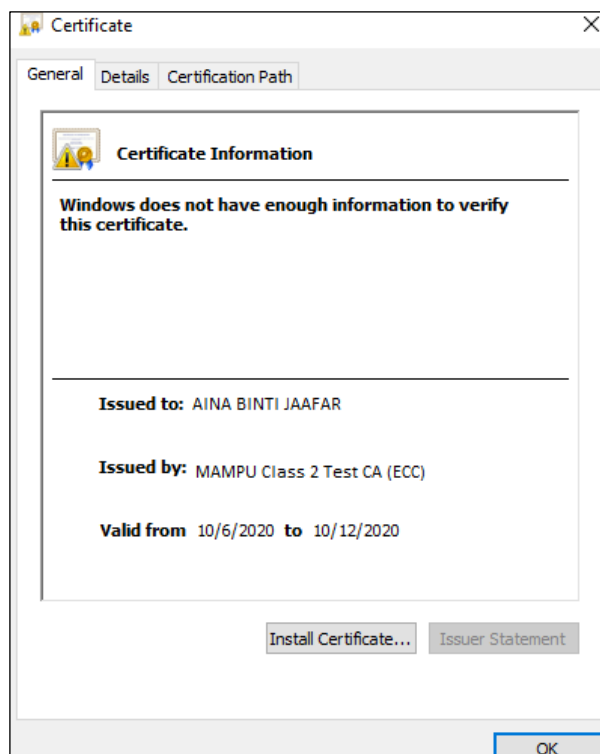 Certificate
General Details Certification Path
Certificate Information
Windows does not have enough information to verify
this certificate.
Issued to: AINA BINTI JAAFAR
Issued by: MAMPU Class 2 Test CA (ECC)
Valid from 10/6/2020 to 10/12/2020
Install Certificate... Issuer Statement
OK